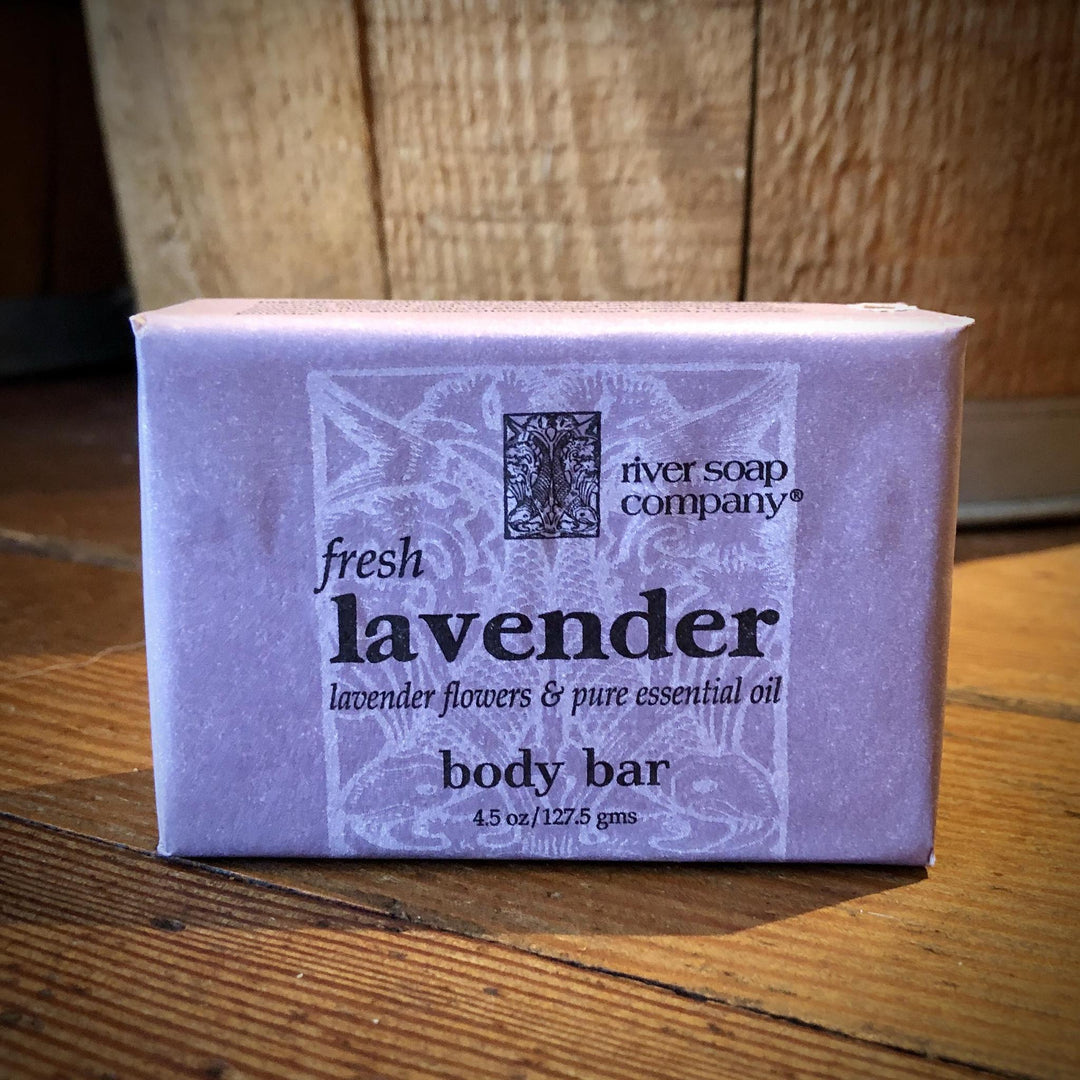 river soap
company®
fresh
lavender
lavender flowers & pure essential oil
body bar
4.5 oz/127.5 gms